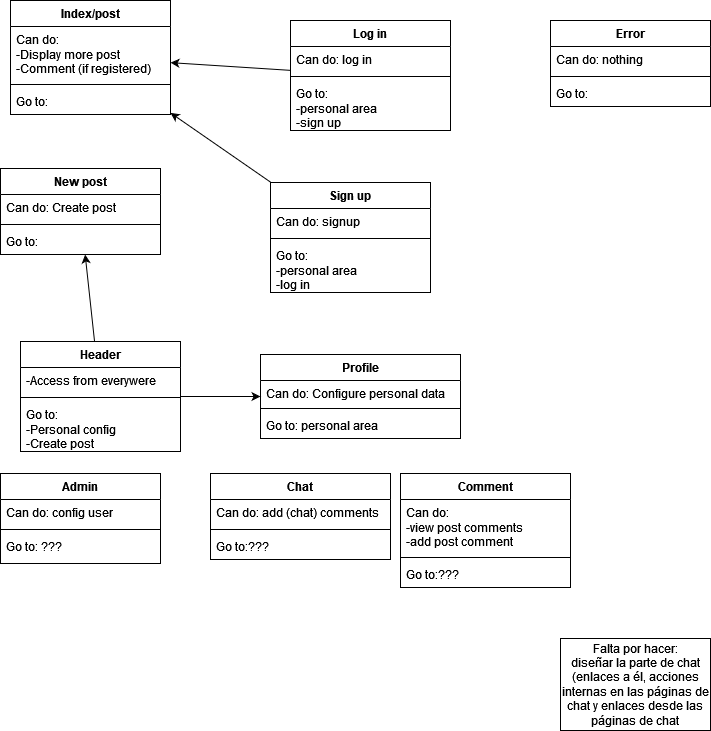 Index/post
Can do:
-Display more post
-Comment (if registered)
Go to:
Log in
Can do: log in
Go to:
-personal area
-sign up
Error
Can do: nothing
Go to:
New post
Can do: Create post
Go to:
Sign up
Can do: signup
Go to:
-personal area
-log in
Header
-Access from everywere
Go to:
-Personal config
-Create post
Profile
Can do: Configure personal data
Go to: personal area
Admin
Can do: config user
Go to: ???
Chat
Can do: add (chat) comments
Go to:???
Comment
Can do:
-view post comments
-add post comment
Go to:???
Falta por hacer:
diseñar la parte de chat
(enlaces a él, acciones
internas en las páginas de
chat y enlaces desde las
páginas de chat